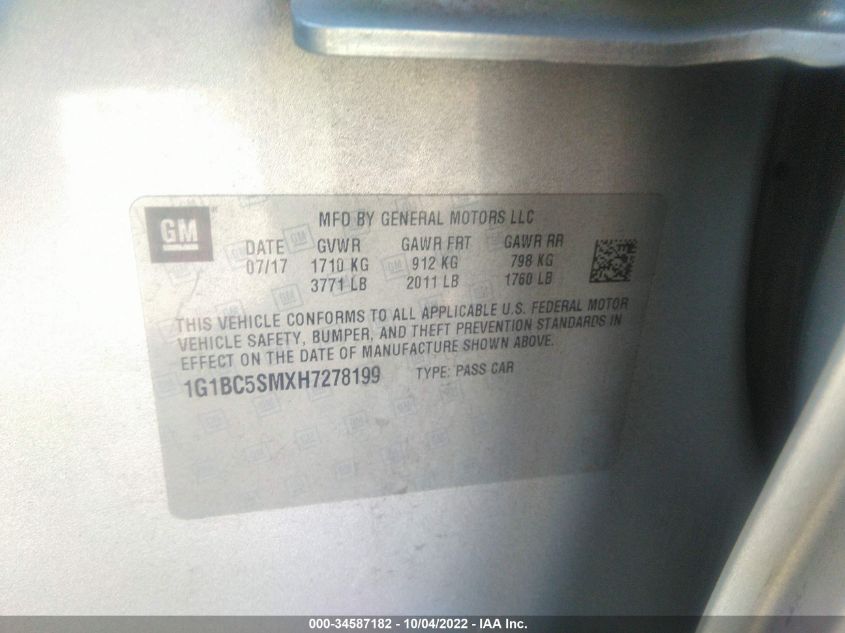 GM
MFD BY GENERAL MOTORS LLC
DATE GVWR GAWR FRT GAWR RR
07/17 1710 KG 912 KG 798 KG
3771 LB 2011 LB 1760 LB
THIS VEHICLE CONFORMS TO ALL APPLICABLE U.S. FEDERAL MOTOR
VEHICLE SAFETY, BUMPER, AND THEFT PREVENTION STANDARDS IN
EFFECT ON THE DATE OF MANUFACTURE SHOWN ABOVE.
1G1BC5SMXH7278199 TYPE: PASS CAR
000-34587182 - 10/04/2022 - IAA Inc.